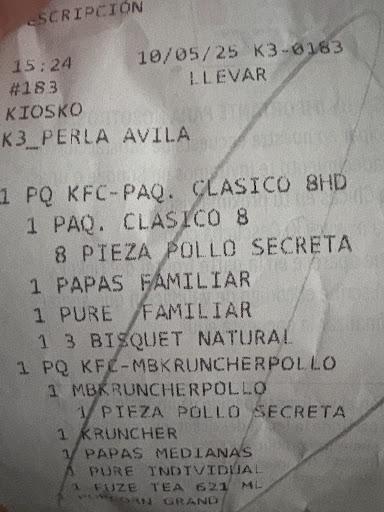 ESCRIPCIÓN
15:24 10/05/25 K3-0183
#183 LLEVAR
KIOSKO
K3_PERLA AVILA
1 PQ KFC-PAQ. CLASICO 8HD
1 PAQ. CLASICO 8
8 PIEZA POLLO SECRETA
1 PAPAS FAMILIAR
1 PURE FAMILIAR
1 3 BISQUET NATURAL
1 PQ KFC-MBKRUNCHERPOLLO
1 MBKRUNCHERPOLLO
1 PIEZA POLLO SECRETA
1 KRUNCHER
1 PAPAS MEDIANAS
1 PURE INDIVIDUAL
1 FUZE TEA 621 ML
GRAND